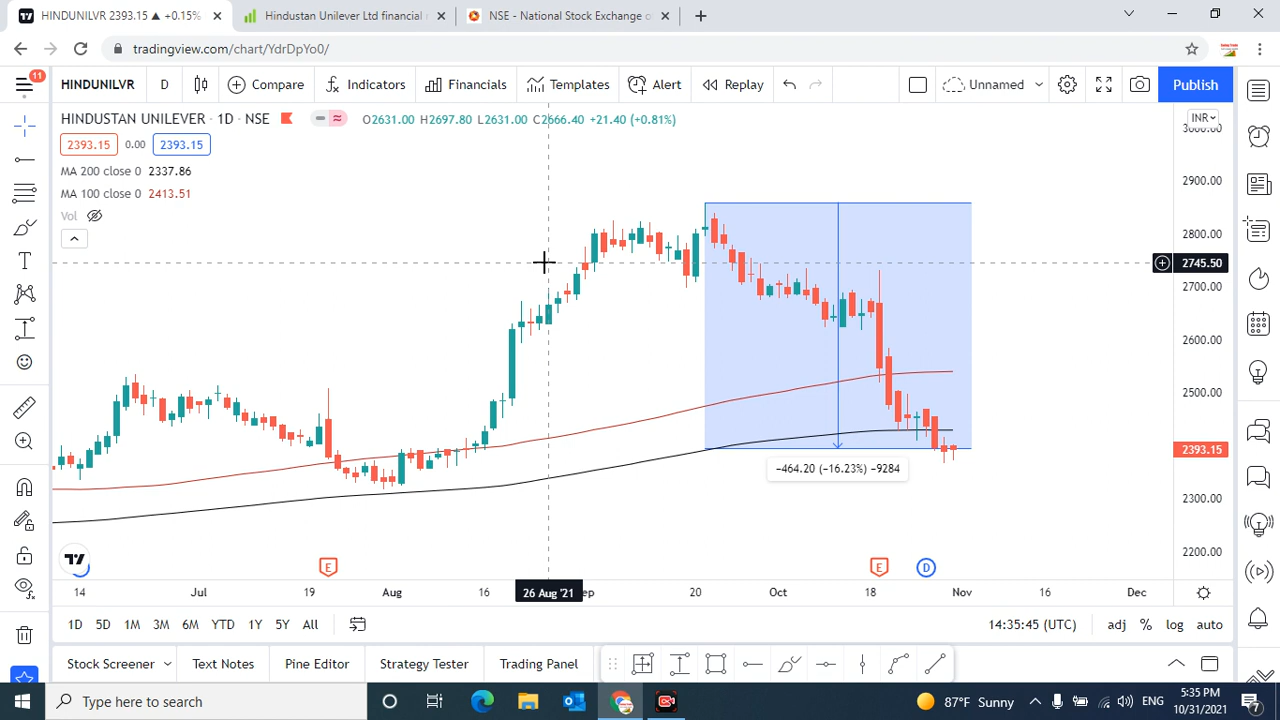 HINDUNILVR 2393.15 ▲ +0.15%
Hindustan Unilever Ltd financial
NSE - National Stock Exchange
tradingview.com/chart/YdrDpYo0/
11
HINDUNILVR D Compare Indicators Financials Templates Alert Replay Unnamed Publish
HINDUSTAN UNILEVER · 1D · NSE O2631.00 H2697.80 L2631.00 C2666.40 +21.40 (+0.81%)
INR
2393.15 0.00 2393.15
MA 200 close 0 2337.86
MA 100 close 0 2413.51
Vol
3000.00
2900.00
2800.00
2745.50
2700.00
2600.00
2500.00
2393.15
2300.00
2200.00
-464.20 (-16.23%) -9284
E E D
14 Jul 19 Aug 16 26 Aug '21 20 Oct 18 Nov 16 Dec
1D 5D 1M 3M 6M YTD 1Y 5Y All 14:35:45 (UTC) adj % log auto
Stock Screener Text Notes Pine Editor Strategy Tester Trading Panel
Type here to search
87°F Sunny ENG 5:35 PM
10/31/2021
7